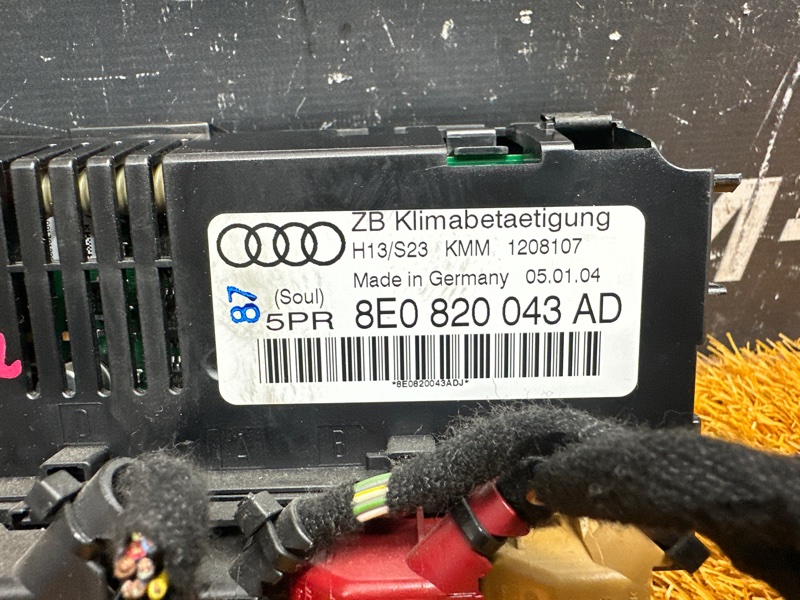 ZB Klimabetaetigung
H13/S23 KMM 1208107
Made in Germany 05.01.04
87
(Soul)
5PR 8E0 820 043 AD
*8E0820043ADJ*
D
A B